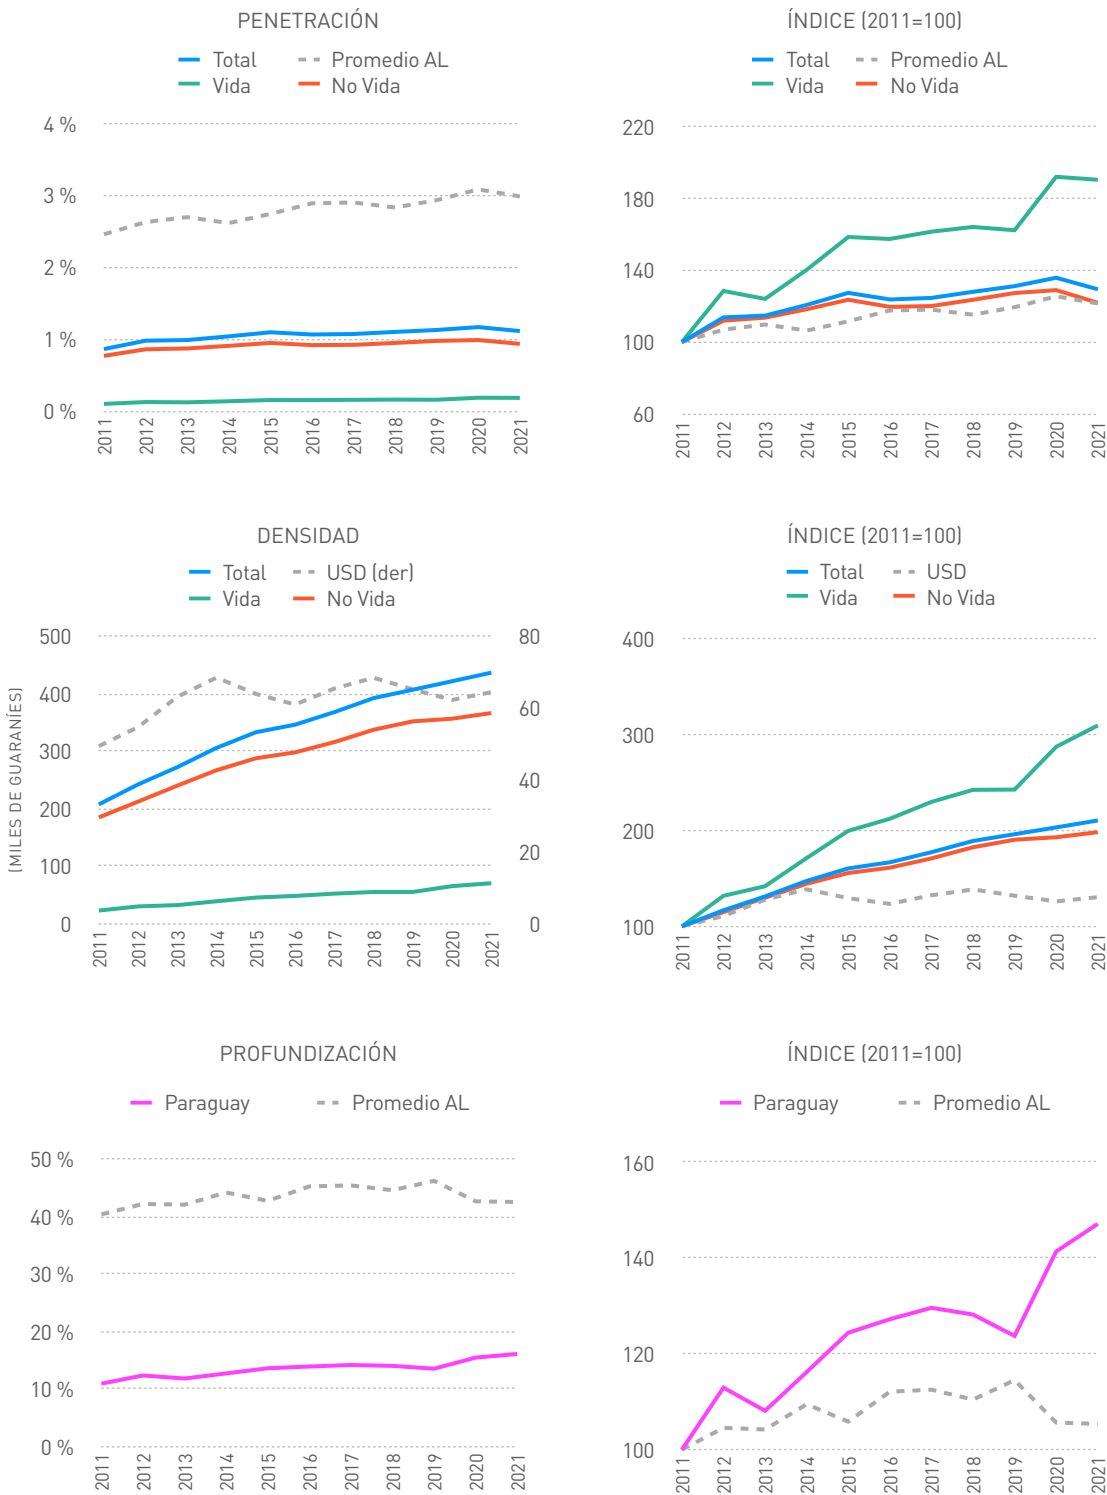 PENETRACIÓN
Total Promedio AL
Vida No Vida
4 %
3 %
2 %
1 %
0 %
2011 2012 2013 2014 2015 2016 2017 2018 2019 2020 2021
ÍNDICE (2011=100)
Total Promedio AL
Vida No Vida
220
180
140
100
60
2011 2012 2013 2014 2015 2016 2017 2018 2019 2020 2021
DENSIDAD
Total USD (der)
Vida No Vida
(MILES DE GUARANÍES)
500 80
400
300
200
100
0
60
40
20
0
2011 2012 2013 2014 2015 2016 2017 2018 2019 2020 2021
ÍNDICE (2011=100)
Total USD
Vida No Vida
400
300
200
100
2011 2012 2013 2014 2015 2016 2017 2018 2019 2020 2021
PROFUNDIZACIÓN
Paraguay Promedio AL
50 %
40 %
30 %
20 %
10 %
0 %
2011 2012 2013 2014 2015 2016 2017 2018 2019 2020 2021
ÍNDICE (2011=100)
Paraguay Promedio AL
160
140
120
100
2011 2012 2013 2014 2015 2016 2017 2018 2019 2020 2021